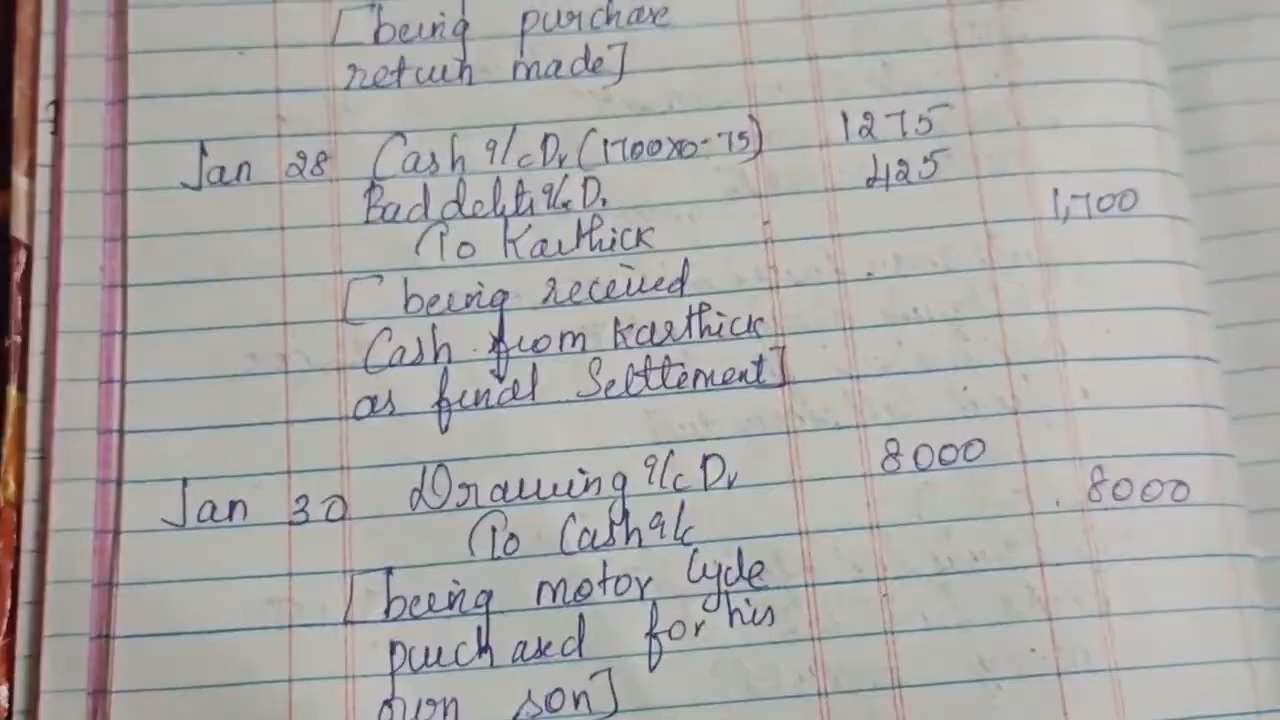 [being purchase
return made]
Jan 28 Cash a/c Dr (1700x0-75) 1275
Bad debts a/c Dr 425
To Karthick 1,700
[being received
Cash from Karthick
as final Settlement]
Jan 30 Drawing a/c Dr 8000
To Cash a/c 8000
[being motor Cycle
purchased for his
own son]